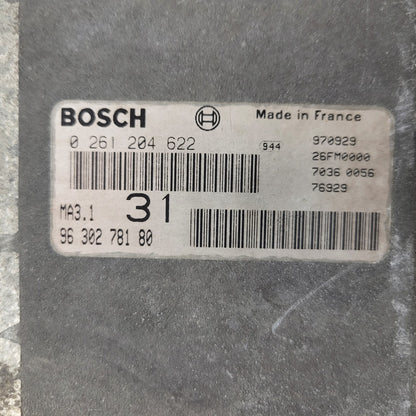 BOSCH
Made in France
0 261 204 622
944
970929
26FM0000
7036 0056
76929
MA3.1
31
96 302 781 80